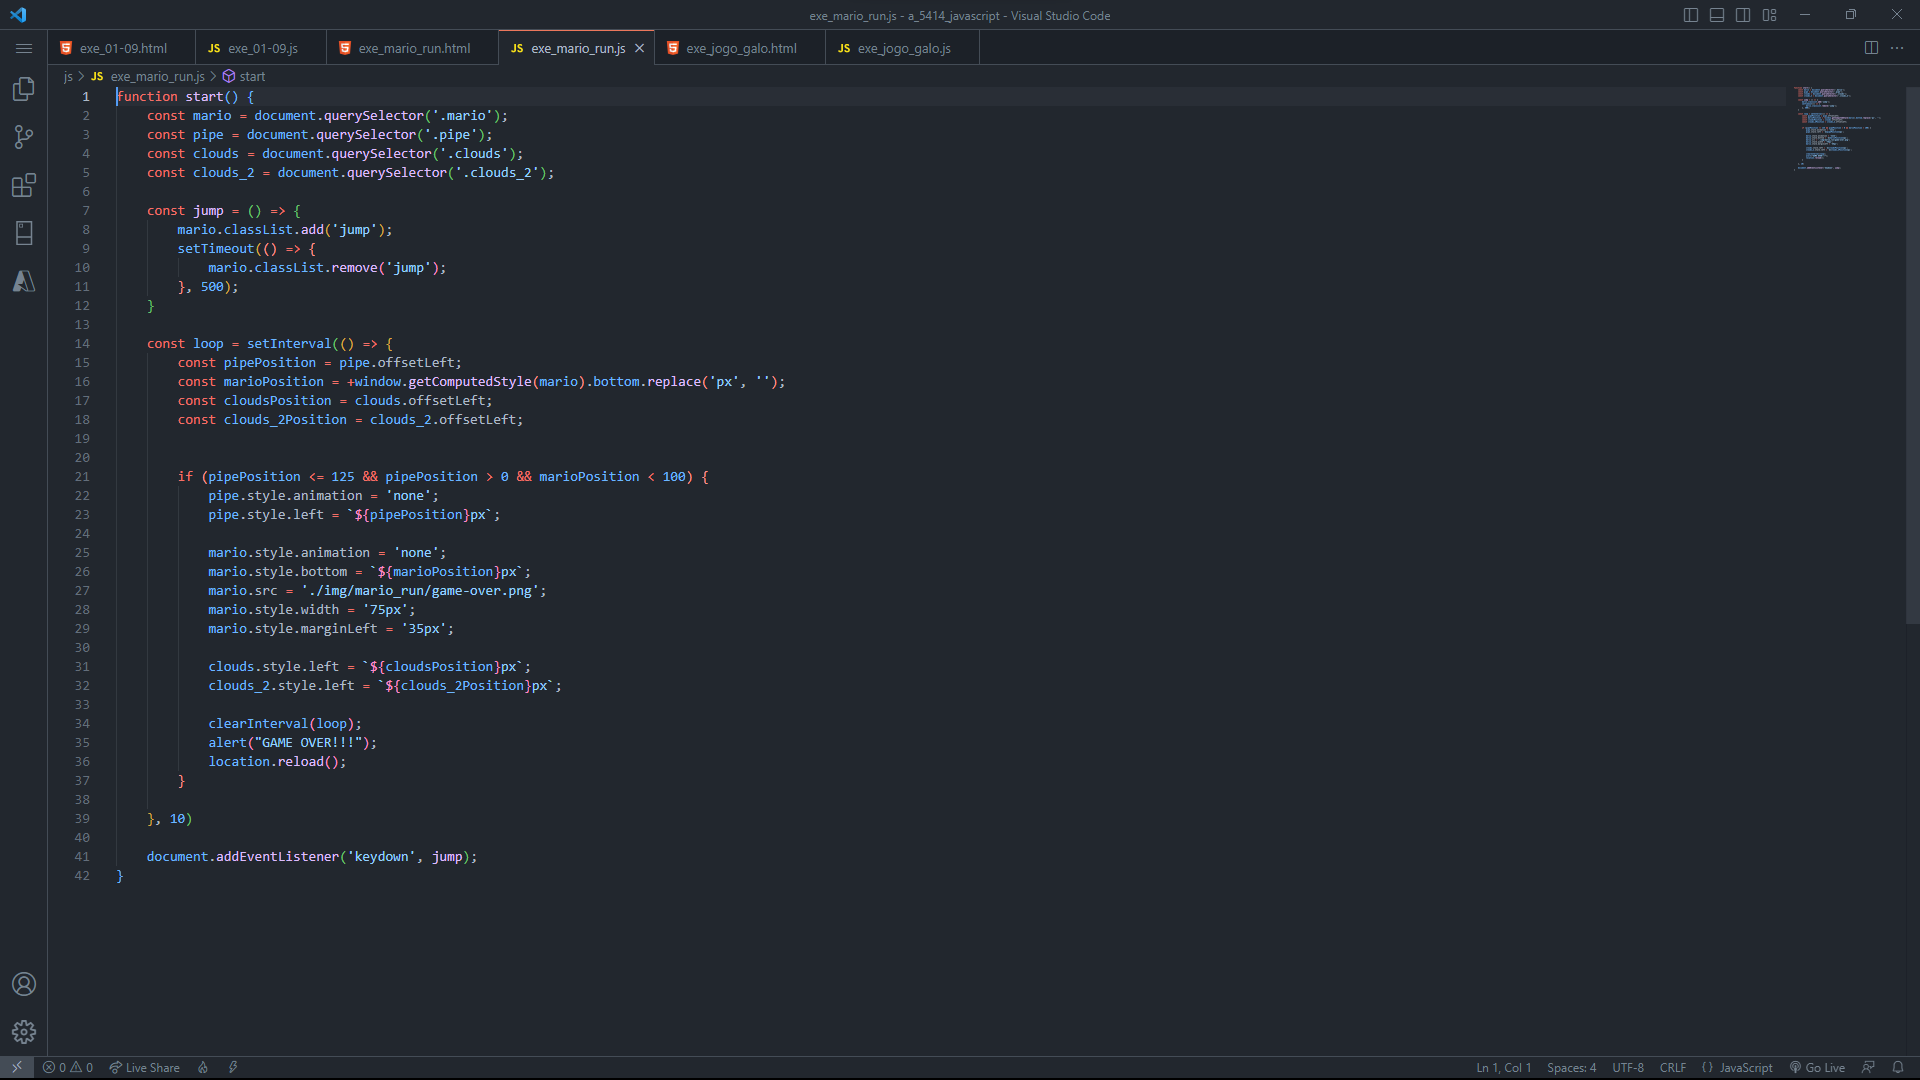 exe_mario_run.js - a_5414_javascript - Visual Studio Code
exe_01-09.html
JS exe_01-09.js
exe_mario_run.html
JS exe_mario_run.js
exe_jogo_galo.html
JS exe_jogo_galo.js
js > JS exe_mario_run.js > start
1 function start() {
2 const mario = document.querySelector('.mario');
3 const pipe = document.querySelector('.pipe');
4 const clouds = document.querySelector('.clouds');
5 const clouds_2 = document.querySelector('.clouds_2');
6
7 const jump = () => {
8 mario.classList.add('jump');
9 setTimeout(() => {
10 mario.classList.remove('jump');
11 }, 500);
12 }
13
14 const loop = setInterval(() => {
15 const pipePosition = pipe.offsetLeft;
16 const marioPosition = +window.getComputedStyle(mario).bottom.replace('px', '');
17 const cloudsPosition = clouds.offsetLeft;
18 const clouds_2Position = clouds_2.offsetLeft;
19
20
21 if (pipePosition <= 125 && pipePosition > 0 && marioPosition < 100) {
22 pipe.style.animation = 'none';
23 pipe.style.left = `${pipePosition}px`;
24
25 mario.style.animation = 'none';
26 mario.style.bottom = `${marioPosition}px`;
27 mario.src = './img/mario_run/game-over.png';
28 mario.style.width = '75px';
29 mario.style.marginLeft = '35px';
30
31 clouds.style.left = `${cloudsPosition}px`;
32 clouds_2.style.left = `${clouds_2Position}px`;
33
34 clearInterval(loop);
35 alert("GAME OVER!!!");
36 location.reload();
37 }
38
39 }, 10)
40
41 document.addEventListener('keydown', jump);
42 }
0 0 Live Share
Ln 1, Col 1 Spaces: 4 UTF-8 CRLF {} JavaScript Go Live